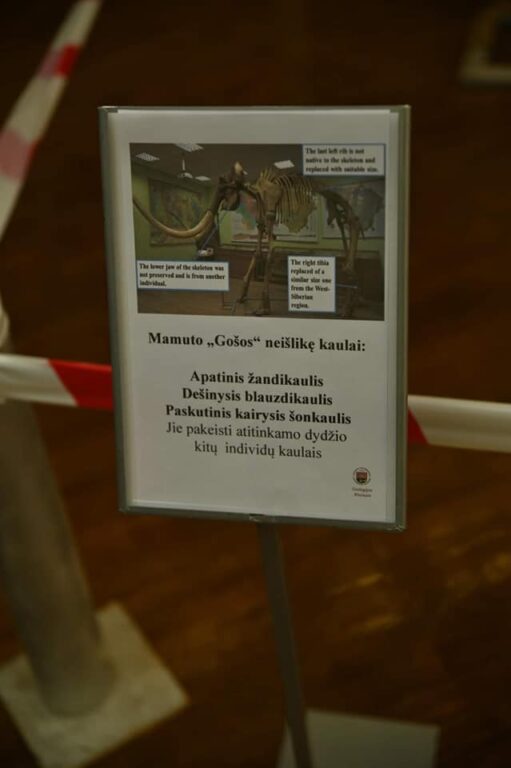 The last left rib is not
native to the skeleton and
replaced with suitable size.
The lower jaw of the skeleton was
not preserved and is from another
individual.
The right tibia
replaced of a
similar size one
from the West-
Siberian
region.
Mamuto „Gošos“ neišlikę kaulai:
Apatinis žandikaulis
Dešinysis blauzdikaulis
Paskutinis kairysis šonkaulis
Jie pakeisti atitinkamo dydžio
kitų individų kaulais